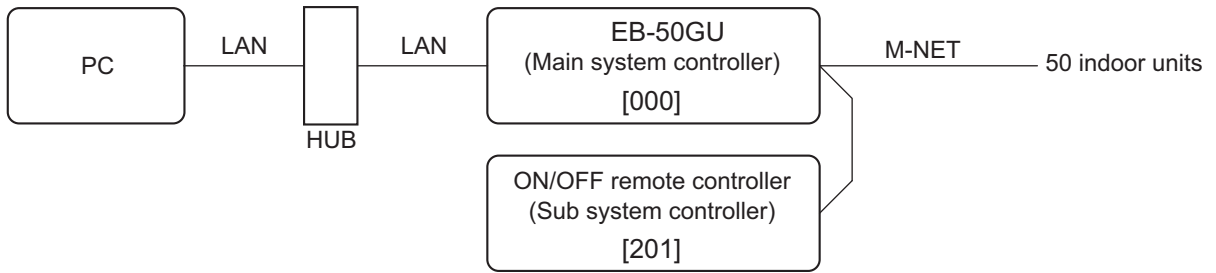 PC
LAN
HUB
LAN
EB-50GU
(Main system controller)
[000]
M-NET
50 indoor units
ON/OFF remote controller
(Sub system controller)
[201]